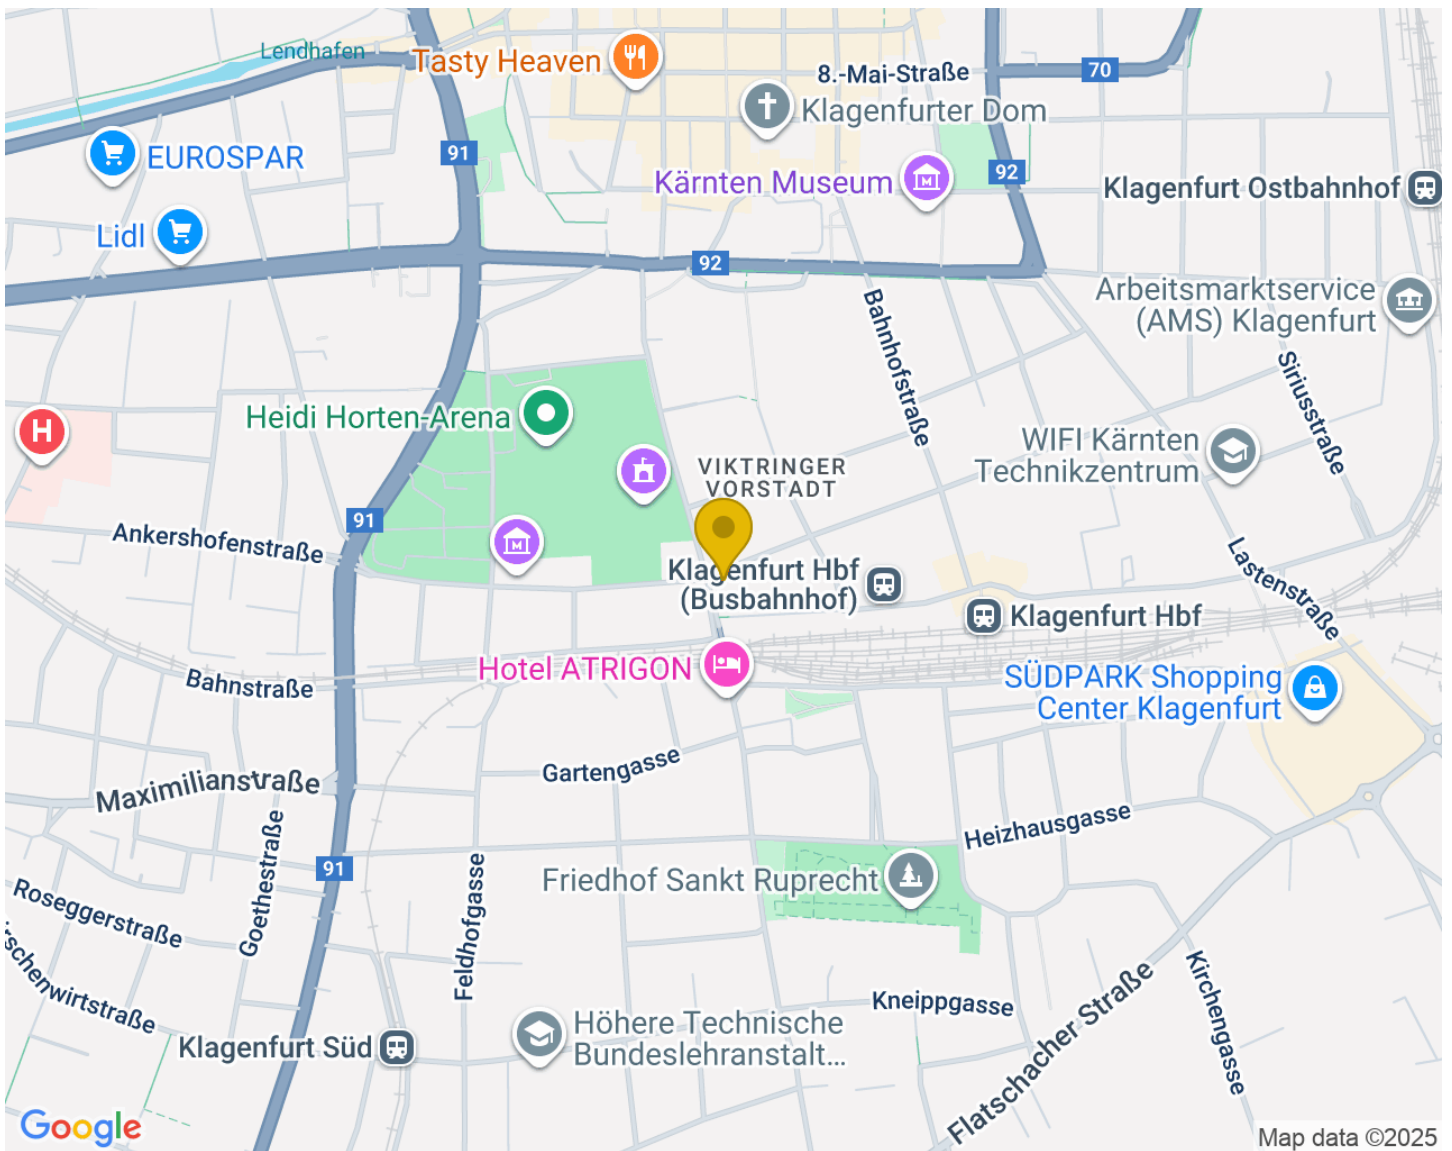 Lendhafen
Tasty Heaven
8.-Mai-Straße
70
Klagenfurter Dom
91
EUROSPAR
92
Kärnten Museum
Klagenfurt Ostbahnhof
Lidl
92
Arbeitsmarktservice
(AMS) Klagenfurt
Bahnhofstraße
Siriusstraße
Heidi Horten-Arena
H
WIFI Kärnten
Technikzentrum
VIKTRINGER
VORSTADT
M
91
Ankershofenstraße
Lastenstraße
Klagenfurt Hbf
(Busbahnhof)
Klagenfurt Hbf
Hotel ATRIGON
Bahnstraße
SÜDPARK Shopping
Center Klagenfurt
Gartengasse
Maximilianstraße
Goethestraße
Heizhausgasse
91
Feldhofgasse
Friedhof Sankt Ruprecht
Roseggerstraße
rschenwirtstraße
Kneippgasse
Flatschacher Straße
Kirchengasse
Klagenfurt Süd
Höhere Technische
Bundeslehranstalt...
Google
Map data ©2025